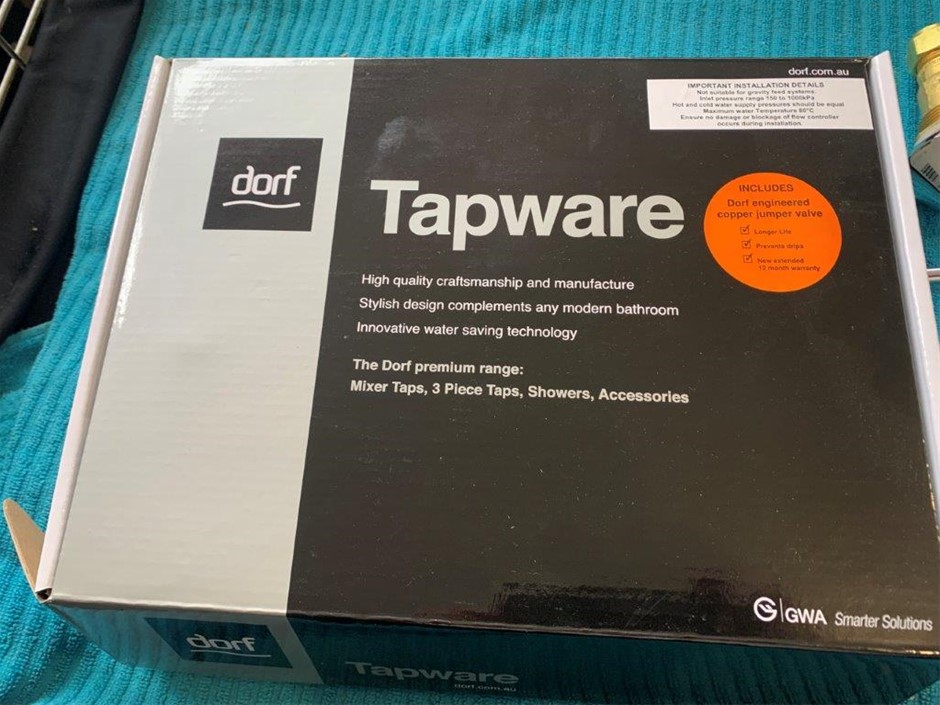 dorf.com.au
IMPORTANT INSTALLATION DETAILS
Not suitable for gravity feed systems
Inlet pressure range 150 to 1000kPa
Hot and cold water supply pressures should be equal
Maximum water Temperature 80°C
Ensure no damage or blockage of flow controller
occurs during installation
dorf
Tapware
INCLUDES
Dorf engineered
copper jumper valve
Longer Life
Prevents drips
New extended
12 month warranty
High quality craftsmanship and manufacture
Stylish design complements any modern bathroom
Innovative water saving technology
The Dorf premium range:
Mixer Taps, 3 Piece Taps, Showers, Accessories
GWA Smarter Solutions
dorf
Tapware
dorf.com.au